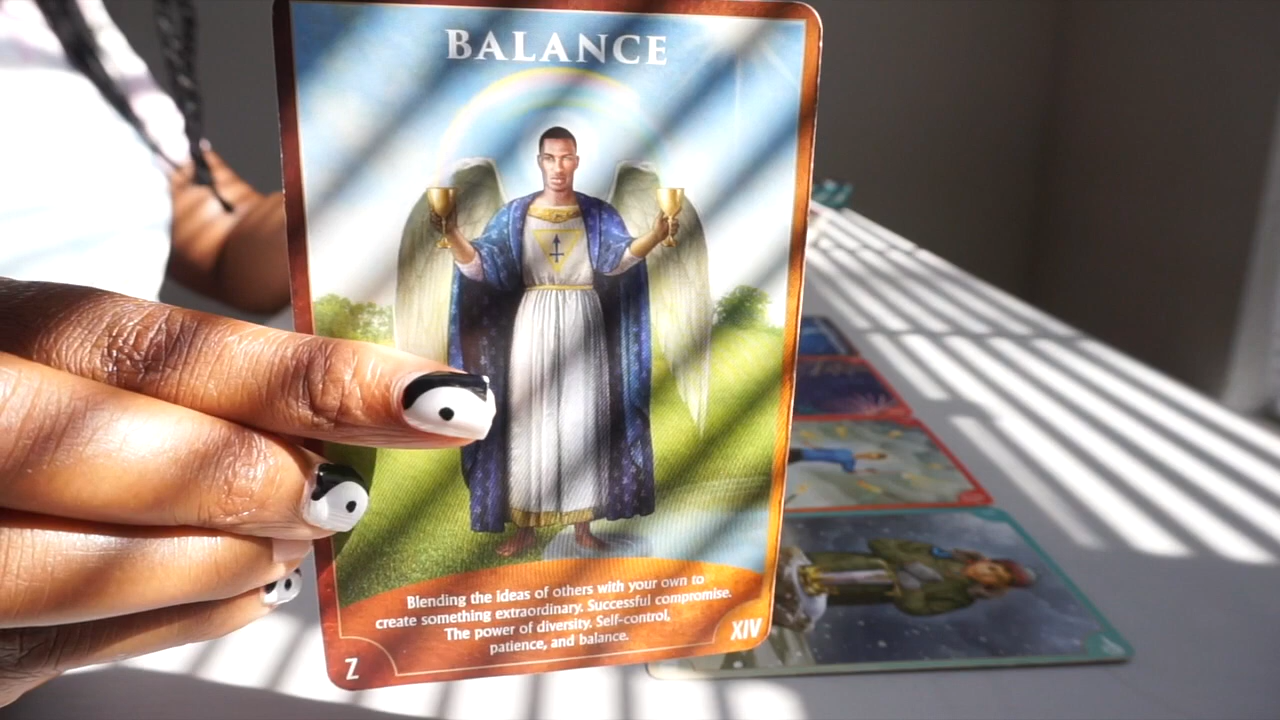 BALANCE
Blending the ideas of others with your own to
create something extraordinary. Successful compromise.
The power of diversity. Self-control,
patience, and balance.
Z
XIV